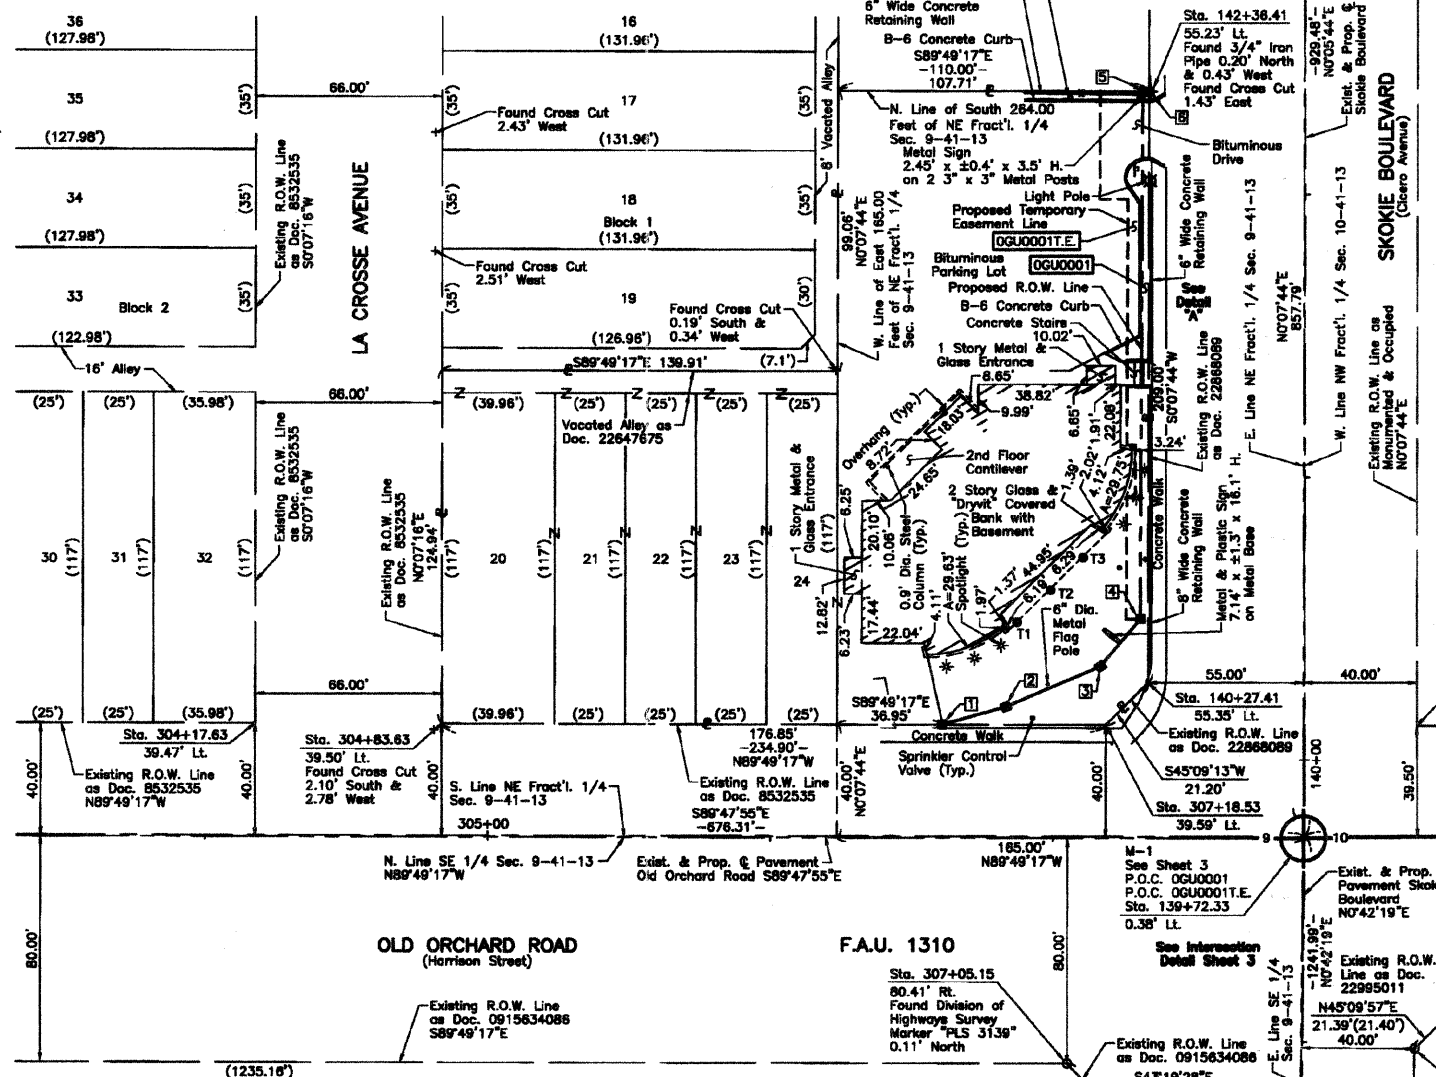 36
(127.98')
35
(127.98')
34
(127.98')
33
Block 2
(122.98')
16' Alley
(35')
(35')
(35')
Existing R.O.W. Line
as Doc. 8532535
S0°07'16"W
66.00'
LA CROSSE AVENUE
Found Cross Cut
2.43' West
Found Cross Cut
2.51' West
16
(131.96')
(35')
17
(35')
(131.96')
(35')
18
(35')
Block 1
(131.96')
(35')
19
(30')
(126.96')
(7.1')
8' Vacated Alley
Found Cross Cut
0.19' South &
0.34' West
S89°49'17"E 139.91'
Vacated Alley as
Doc. 22647675
(25')
(25')
(35.98')
66.00'
(39.96')
(25')
(25')
(25')
(25')
30
(117')
31
(117')
32
Existing R.O.W. Line
as Doc. 8532535
S0°07'16"W
Existing R.O.W. Line
as Doc. 8532535
N0°07'16"E
124.94'
(117')
20
(117')
21
(117')
22
(117')
23
(117')
24
(117')
66.00'
(25')
(25')
(35.98')
(39.96')
(25')
(25')
(25')
(25')
Sta. 304+17.63
39.47' Lt.
Existing R.O.W. Line
as Doc. 8532535
N89°49'17"W
40.00'
40.00'
Sta. 304+83.63
39.50' Lt.
Found Cross Cut
2.10' South &
2.78' West
40.00'
S. Line NE Fract'l. 1/4
Sec. 9-41-13
305+00
176.85'
-234.90'-
N89°49'17"W
Existing R.O.W. Line
as Doc. 8532535
S89°47'55"E
-676.31'-
N. Line SE 1/4 Sec. 9-41-13
N89°49'17"W
Exist. & Prop. ℄ Pavement
Old Orchard Road S89°47'55"E
80.00'
OLD ORCHARD ROAD
(Harrison Street)
F.A.U. 1310
Existing R.O.W. Line
as Doc. 0915634086
S89°49'17"E
(1235.16')
6" Wide Concrete
Retaining Wall
B-6 Concrete Curb
S89°49'17"E
-110.00'-
107.71'
N. Line of South 264.00
Feet of NE Fract'l. 1/4
Sec. 9-41-13
Metal Sign
2.45' x ±0.4' x 3.5' H.
on 2 3" x 3" Metal Posts
Light Pole
Proposed Temporary
Easement Line
0GU0001T.E.
Bituminous
Parking Lot
0GU0001
Proposed R.O.W. Line
B-6 Concrete Curb
Concrete Stairs
10.02'
1 Story Metal &
Glass Entrance
99.06'
N0°07'44"E
W. Line of East 165.00
Feet of NE Fract'l. 1/4
Sec. 9-41-13
5
Sta. 142+36.41
55.23' Lt.
Found 3/4" Iron
Pipe 0.20' North
& 0.43' West
Found Cross Cut
1.43' East
Bituminous
Drive
6" Wide Concrete
Retaining Wall
See
Detail
"A"
209.00'
S0°07'44"W
Existing R.O.W. Line
as Doc. 22868089
E. Line NE Fract'l. 1/4 Sec. 9-41-13
-929.48'-
N0°05'44"E
Exist. & Prop. ℄
Skokie Boulevard
N0°07'44"E
857.79'
W. Line NW Fract'l. 1/4 Sec. 10-41-13
SKOKIE BOULEVARD
(Cicero Avenue)
Existing R.O.W. Line as
Monumented & Occupied
N0°07'44"E
8.65'
38.82'
9.99'
6.65'
22.08'
1.91'
3.24'
Overhang (Typ.)
18.03'
8.72'
24.65'
2nd Floor
Cantilever
2 Story Glass &
"Dryvit" Covered
Bank with
Basement
1.39'
2.02'
4.12'
A=29.75'
1 Story Metal &
Glass Entrance
6.25'
20.10'
10.06'
0.9' Dia. Steel
Column (Typ.)
12.82'
17.44'
6.23'
22.04'
4.11'
A=29.63'
Spotlight (Typ.)
1.97'
1.37'
44.95'
6.19'
6.29'
T1
T2
T3
6" Dia.
Metal
Flag
Pole
1
2
3
4
Concrete Walk
8" Wide Concrete
Retaining Wall
Metal & Plastic Sign
7.14' x ±1.3' x 16.1' H.
on Metal Base
55.00'
40.00'
S89°49'17"E
36.95'
Concrete Walk
Sprinkler Control
Valve (Typ.)
40.00'
N0°07'44"E
40.00'
Sta. 140+27.41
55.35' Lt.
Existing R.O.W. Line
as Doc. 22868089
S45°09'13"W
21.20'
Sta. 307+18.53
39.59' Lt.
140+00
39.50'
9
10
165.00'
N89°49'17"W
M-1
See Sheet 3
P.O.C. 0GU0001
P.O.C. 0GU0001T.E.
Sta. 139+72.33
0.38' Lt.
See Intersection
Detail Sheet 3
Exist. & Prop.
Pavement Skok
Boulevard
N0°42'19"E
80.00'
Sta. 307+05.15
80.41' Rt.
Found Division of
Highways Survey
Marker "PLS 3139"
0.11' North
Existing R.O.W. Line
as Doc. 0915634086
E. Line SE 1/4
Sec. 9-41-13
-1241.99'-
N0°42'19"E
Existing R.O.W.
Line as Doc.
22995011
N45°09'57"E
21.39'(21.40')
40.00'